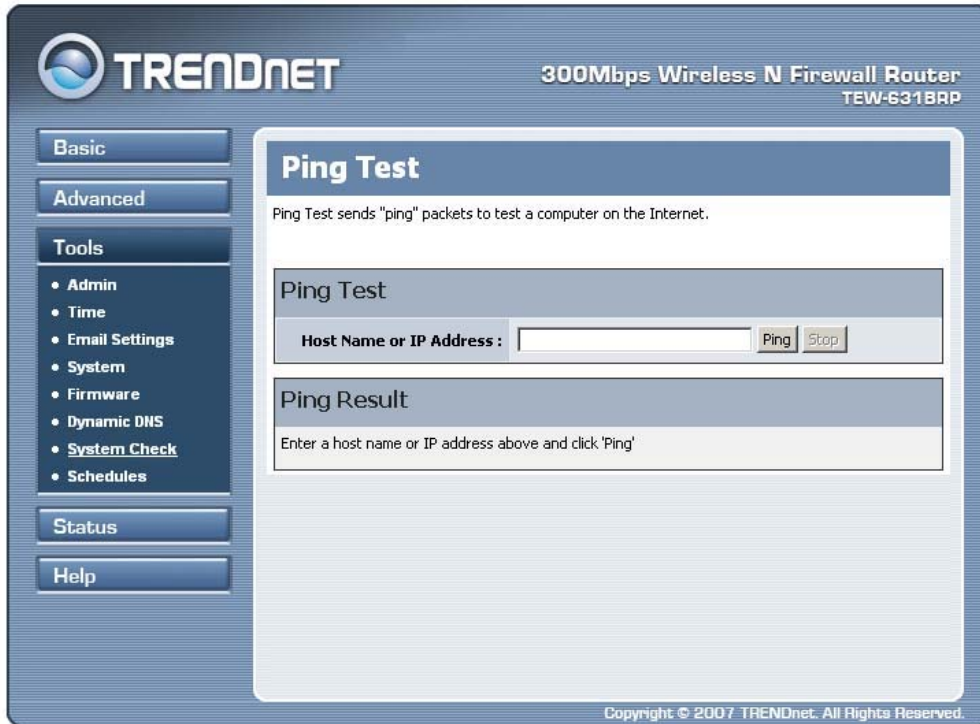 TRENDNET
300Mbps Wireless N Firewall Router
TEW-631BRP
Basic
Advanced
Tools
• Admin
• Time
• Email Settings
• System
• Firmware
• Dynamic DNS
• System Check
• Schedules
Status
Help
Ping Test
Ping Test sends "ping" packets to test a computer on the Internet.
Ping Test
Host Name or IP Address : Ping Stop
Ping Result
Enter a host name or IP address above and click 'Ping'
Copyright © 2007 TRENDnet. All Rights Reserved.